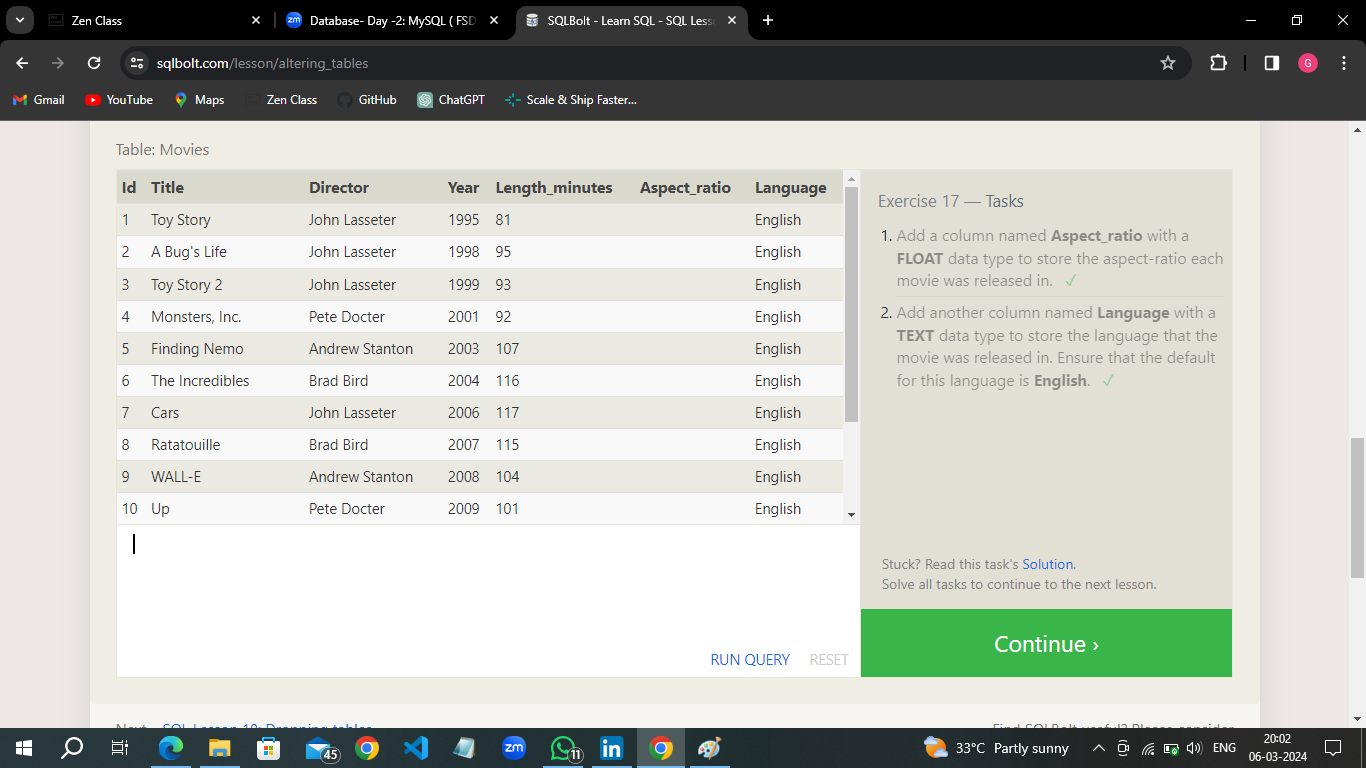 Zen Class
Database- Day -2: MySQL ( FSD
SQLBolt - Learn SQL - SQL Less
sqlbolt.com/lesson/altering_tables
G
Gmail YouTube Maps Zen Class GitHub ChatGPT Scale & Ship Faster...
Table: Movies
Id Title Director Year Length_minutes Aspect_ratio Language
1 Toy Story John Lasseter 1995 81 English
2 A Bug's Life John Lasseter 1998 95 English
3 Toy Story 2 John Lasseter 1999 93 English
4 Monsters, Inc. Pete Docter 2001 92 English
5 Finding Nemo Andrew Stanton 2003 107 English
6 The Incredibles Brad Bird 2004 116 English
7 Cars John Lasseter 2006 117 English
8 Ratatouille Brad Bird 2007 115 English
9 WALL-E Andrew Stanton 2008 104 English
10 Up Pete Docter 2009 101 English
RUN QUERY RESET
Exercise 17 — Tasks
1. Add a column named Aspect_ratio with a
FLOAT data type to store the aspect-ratio each
movie was released in. ✓
2. Add another column named Language with a
TEXT data type to store the language that the
movie was released in. Ensure that the default
for this language is English. ✓
Stuck? Read this task's Solution.
Solve all tasks to continue to the next lesson.
Continue ›
Next – SQL Lesson 18: Dropping tables
Find SQLBolt useful? Please consider
45
zm
11
33°C Partly sunny
ENG
20:02
06-03-2024